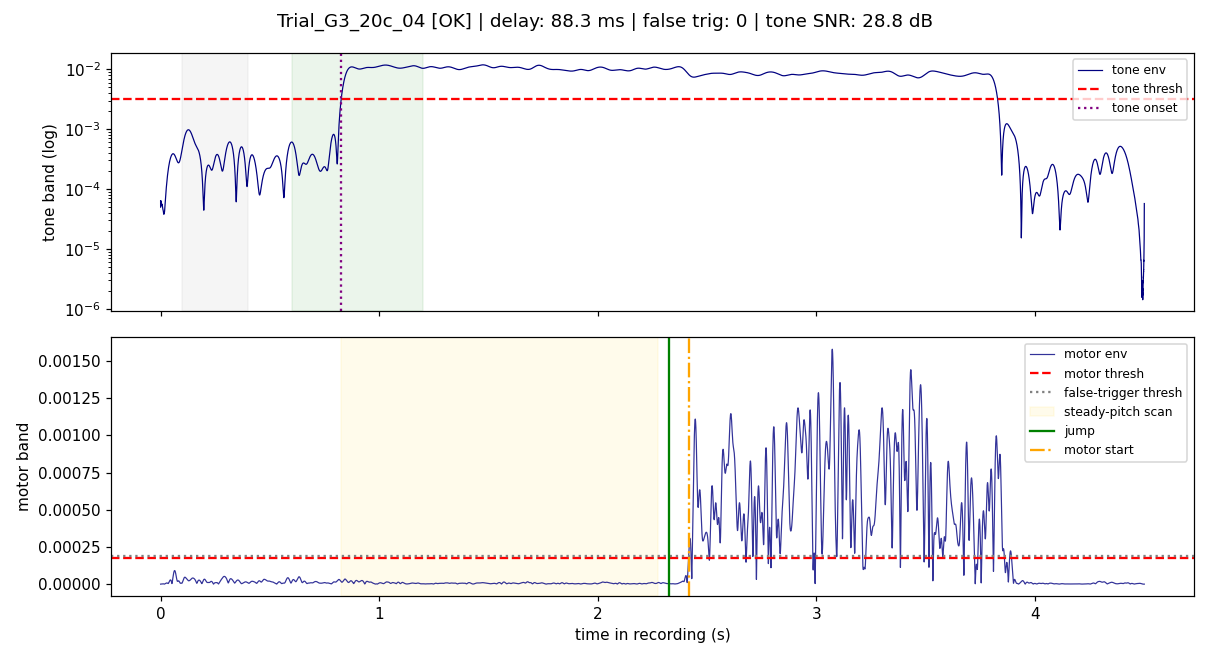 Trial_G3_20c_04 [OK] | delay: 88.3 ms | false trig: 0 | tone SNR: 28.8 dB
tone band (log)
10⁻²
10⁻³
10⁻⁴
10⁻⁵
10⁻⁶
tone env
tone thresh
tone onset
motor band
0.00150
0.00125
0.00100
0.00075
0.00050
0.00025
0.00000
motor env
motor thresh
false-trigger thresh
steady-pitch scan
jump
motor start
0 1 2 3 4
time in recording (s)